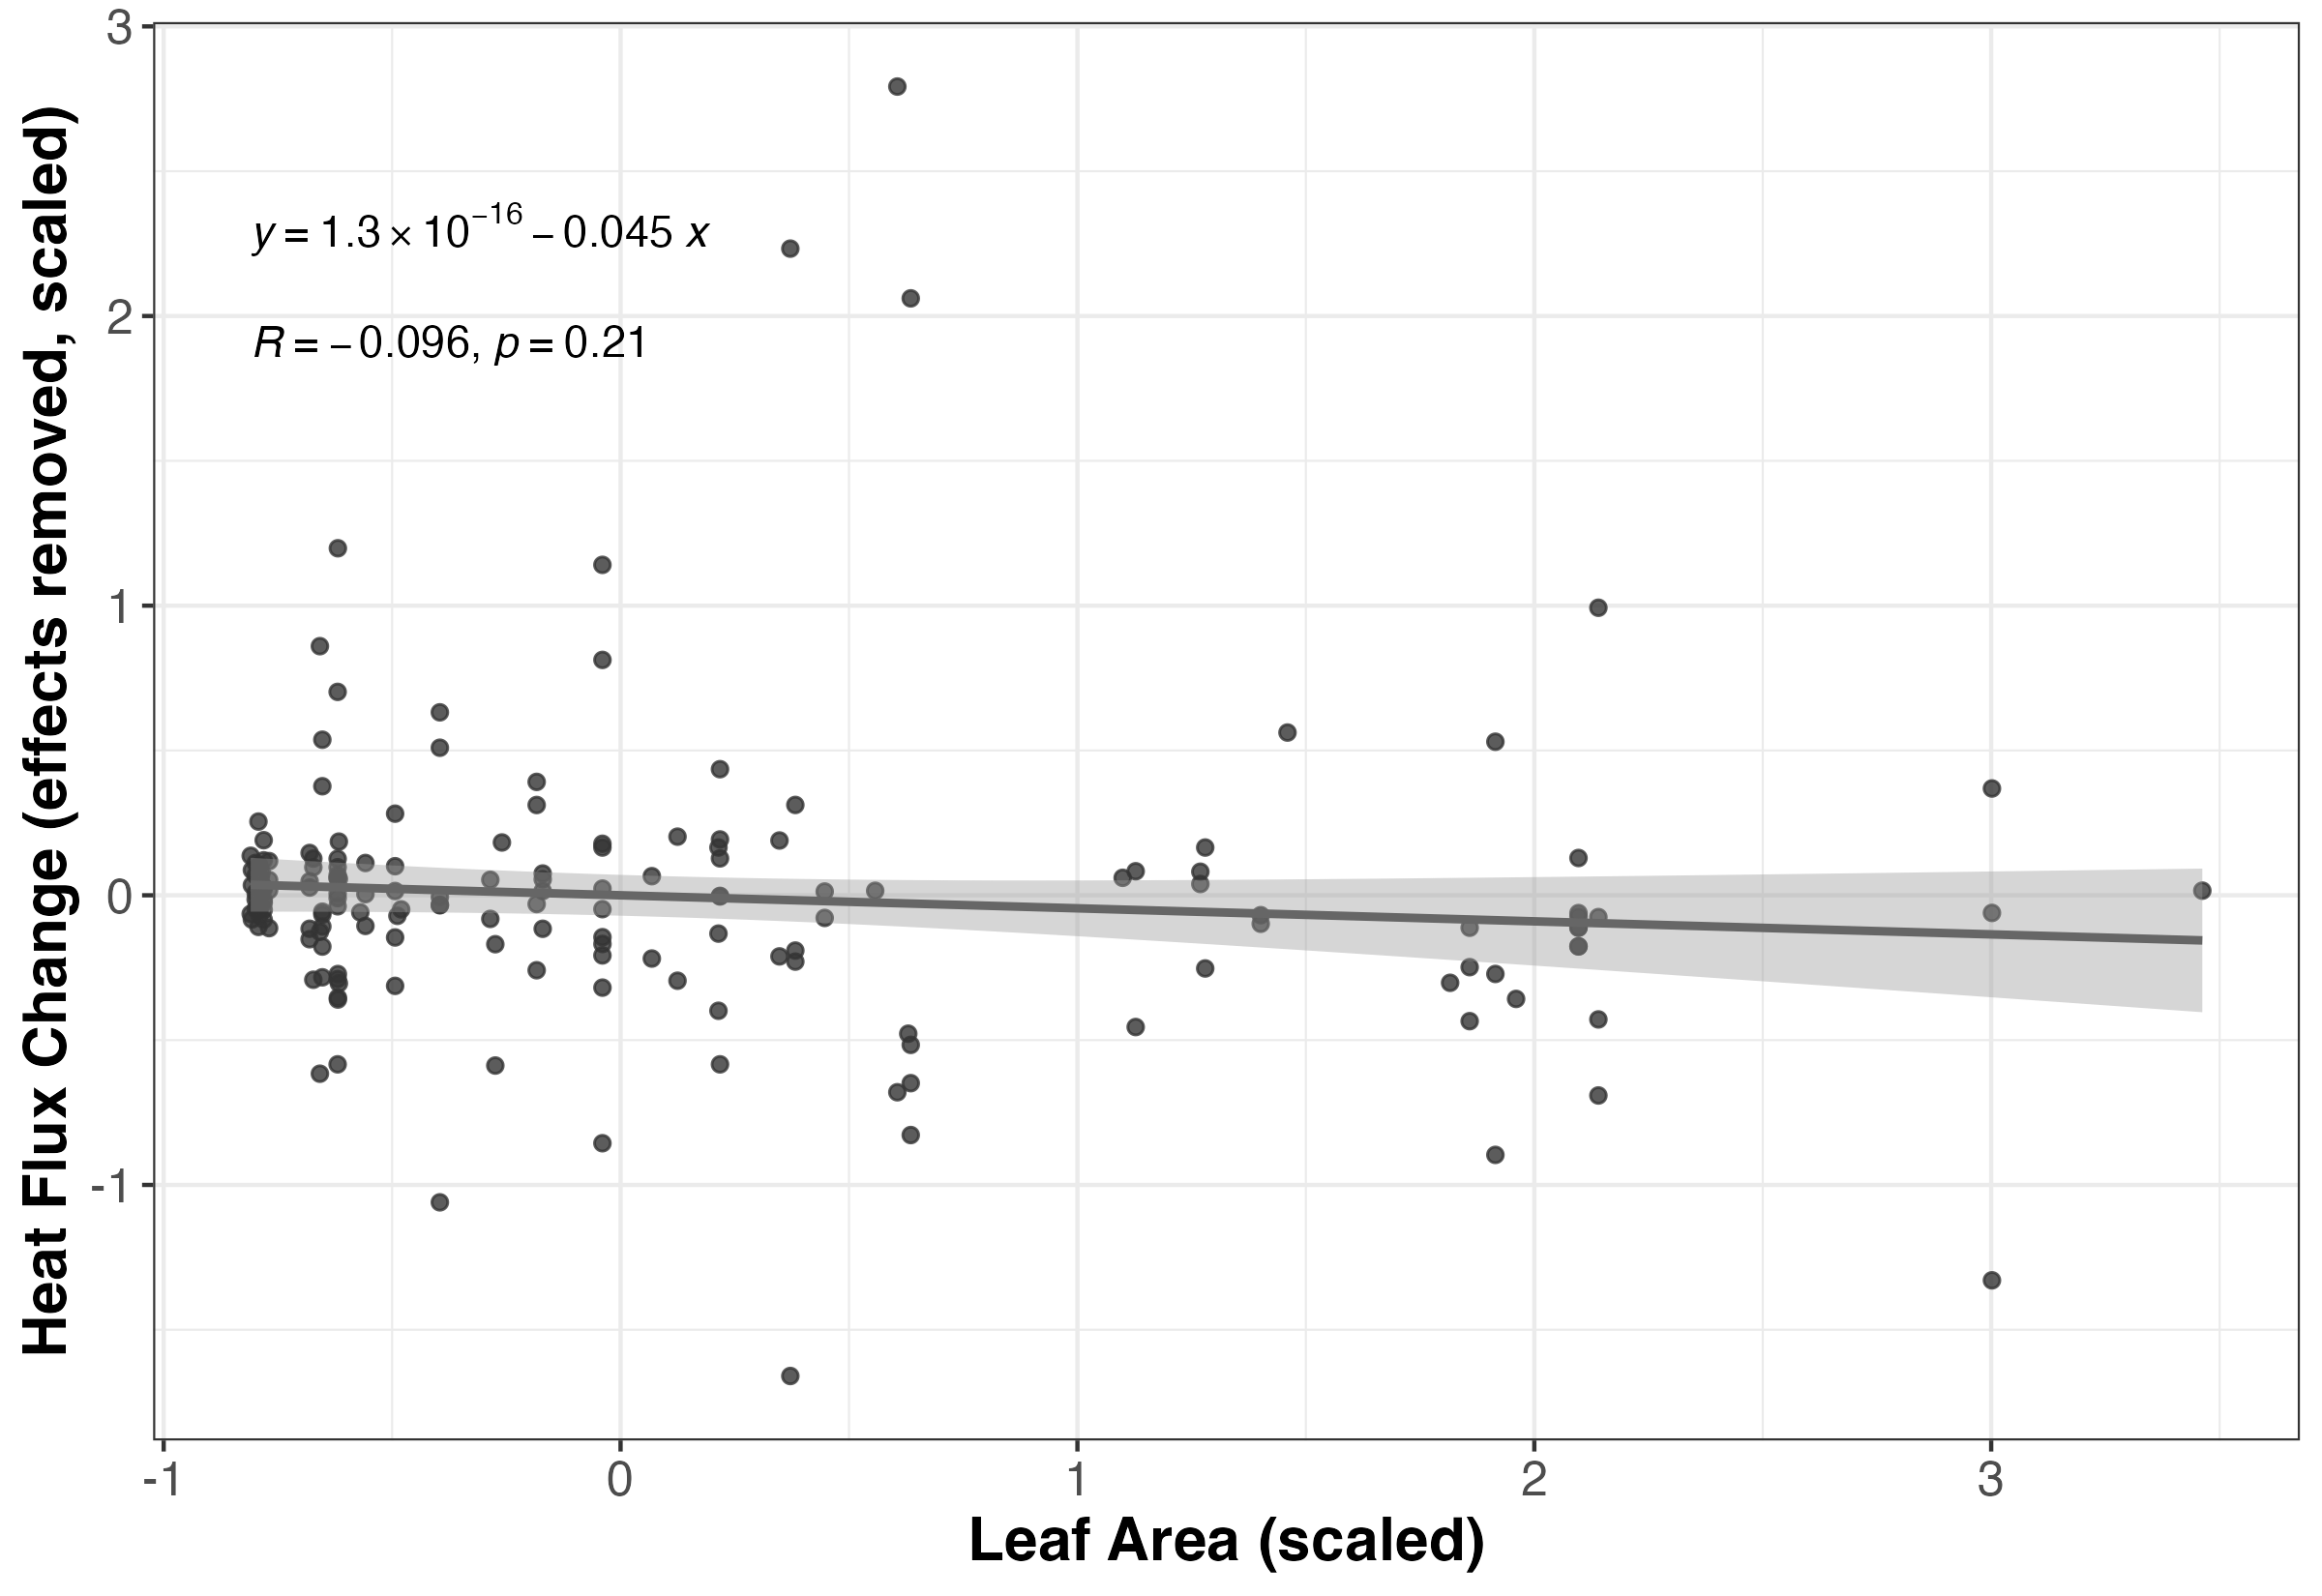 Heat Flux Change (effects removed, scaled)
3
2
1
0
-1
y = 1.3 × 10⁻¹⁶ − 0.045 x
R = −0.096, p = 0.21
-1 0 1 2 3
Leaf Area (scaled)